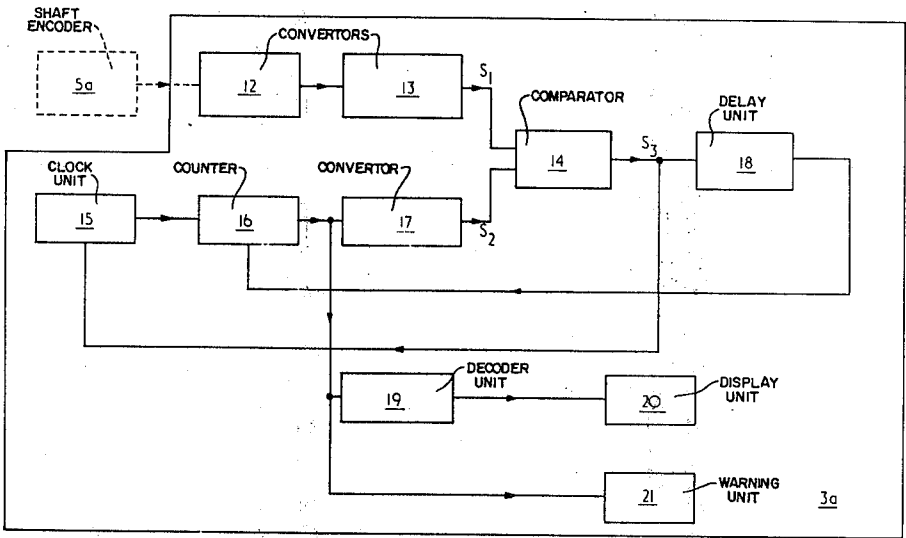 SHAFT
ENCODER
5a
CONVERTORS
12
13
S1
COMPARATOR
14
S3
DELAY
UNIT
18
CLOCK
UNIT
15
COUNTER
16
CONVERTOR
17
S2
DECODER
UNIT
19
DISPLAY
UNIT
20
WARNING
UNIT
21
3a